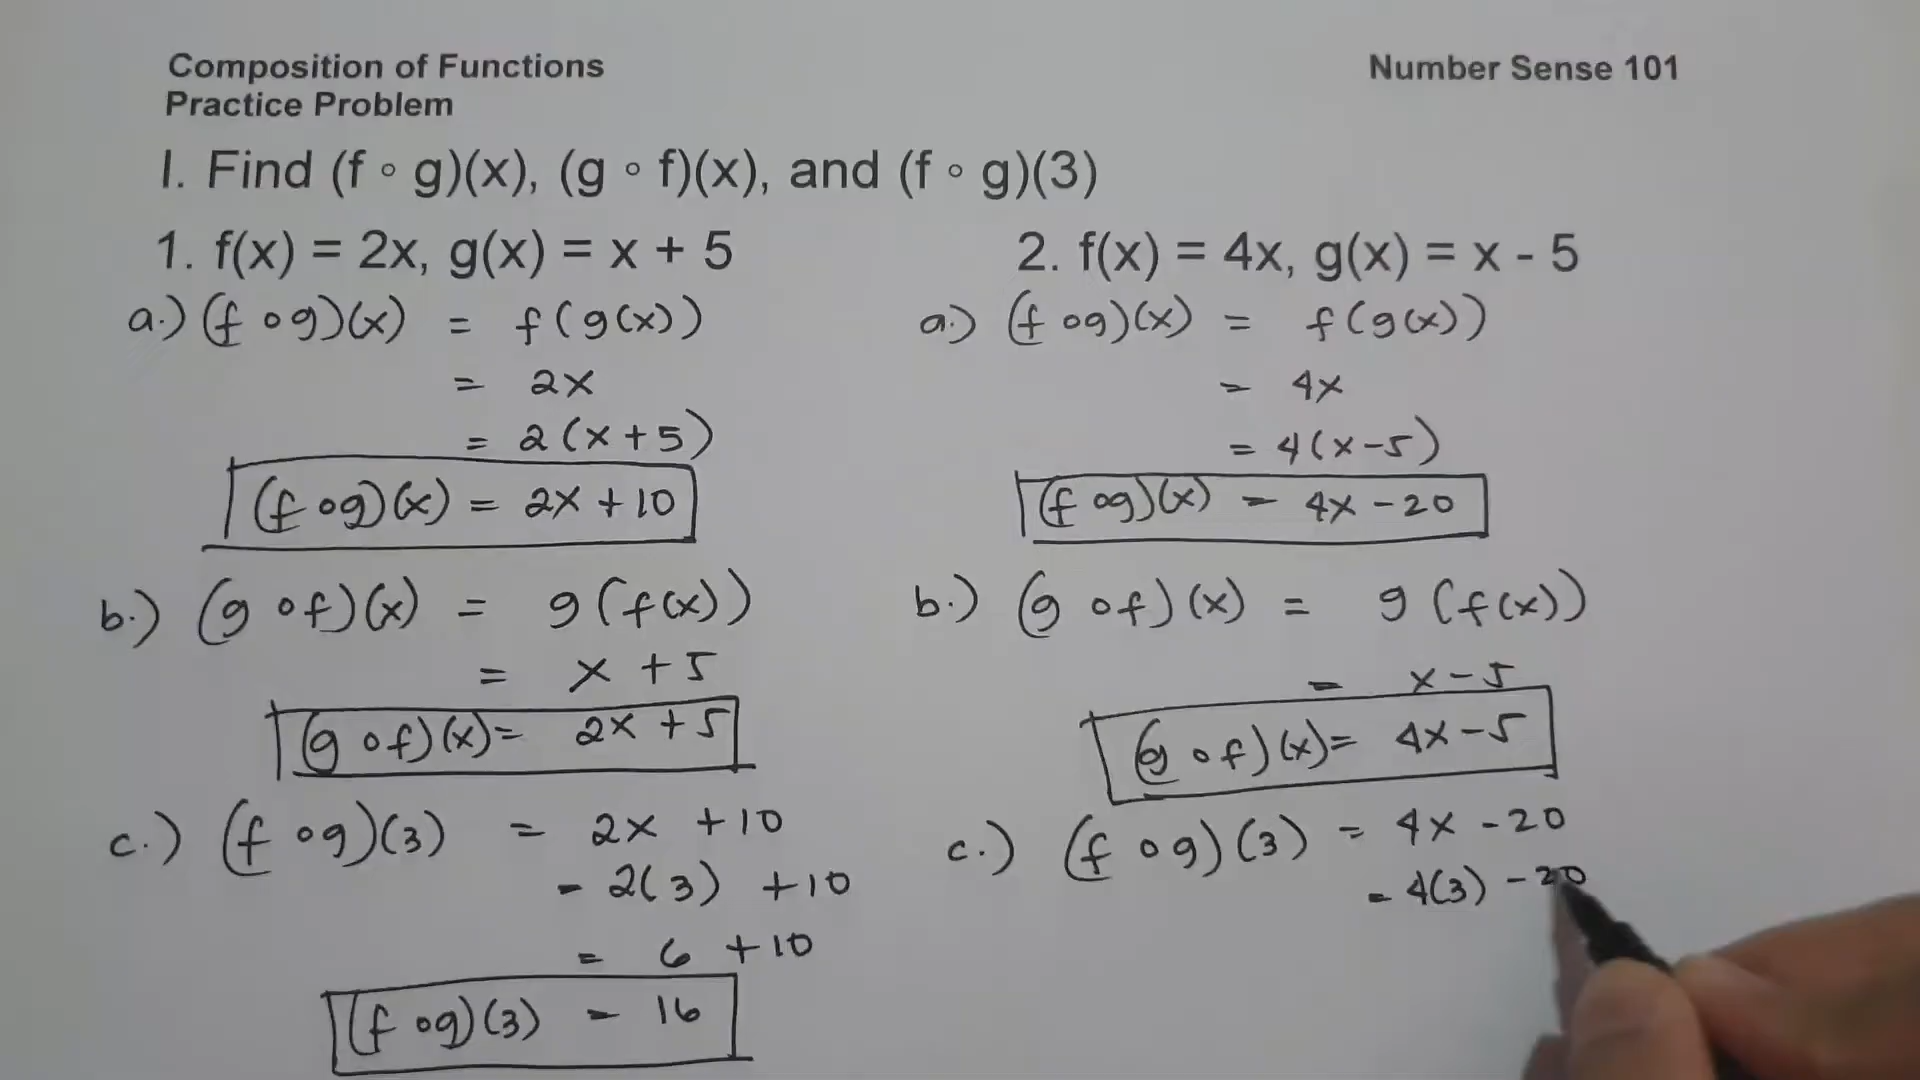 Composition of Functions
Practice Problem
Number Sense 101
I. Find (f ∘ g)(x), (g ∘ f)(x), and (f ∘ g)(3)
1. f(x) = 2x, g(x) = x + 5
a.) (f ∘ g)(x) = f(g(x))
= 2x
= 2(x+5)
(f ∘ g)(x) = 2x + 10
b.) (g ∘ f)(x) = g(f(x))
= x + 5
(g ∘ f)(x) = 2x + 5
c.) (f ∘ g)(3) = 2x + 10
= 2(3) + 10
= 6 + 10
(f ∘ g)(3) = 16
2. f(x) = 4x, g(x) = x - 5
a.) (f ∘ g)(x) = f(g(x))
= 4x
= 4(x-5)
(f ∘ g)(x) = 4x - 20
b.) (g ∘ f)(x) = g(f(x))
= x - 5
(g ∘ f)(x) = 4x - 5
c.) (f ∘ g)(3) = 4x - 20
= 4(3) - 20